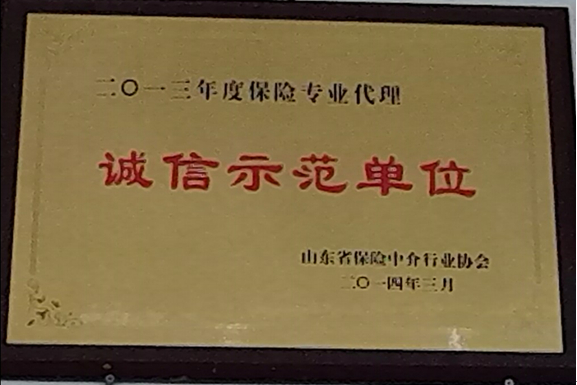 二〇一三年度保险专业代理
诚信示范单位
山东省保险中介行业协会
二〇一四年三月